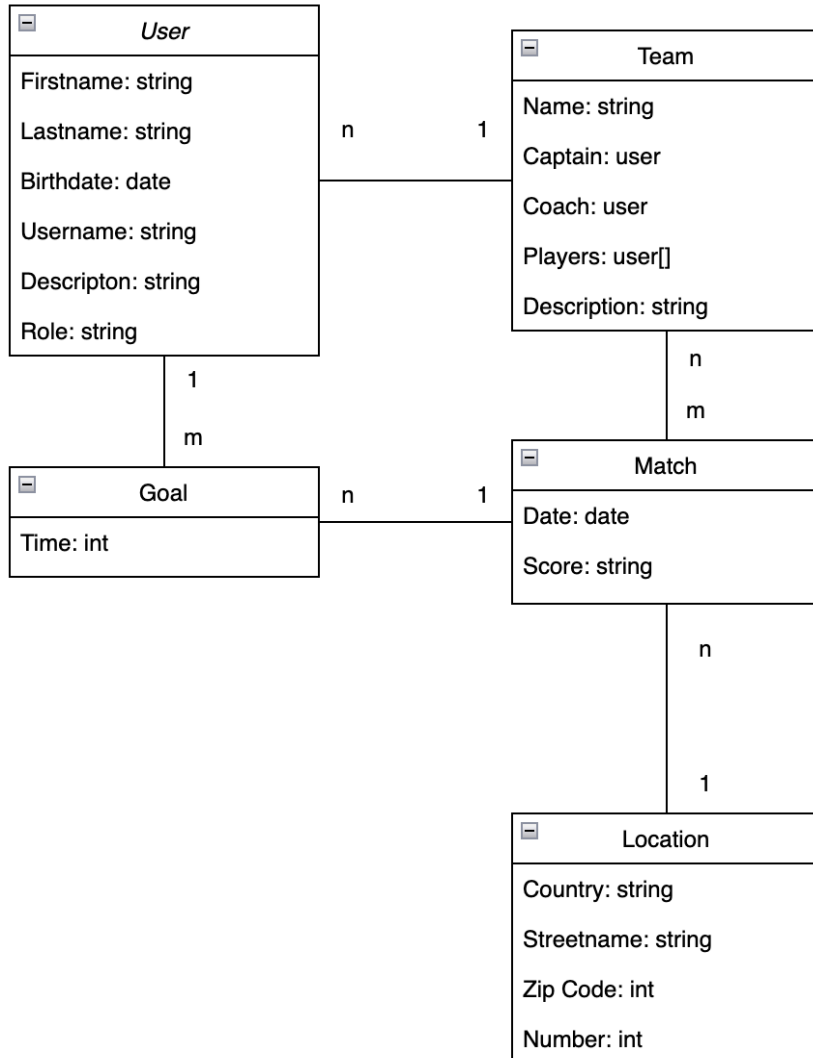 User
Firstname: string
Lastname: string
Birthdate: date
Username: string
Descripton: string
Role: string
n
1
Team
Name: string
Captain: user
Coach: user
Players: user[]
Description: string
1
m
n
m
Goal
Time: int
n
1
Match
Date: date
Score: string
n
1
Location
Country: string
Streetname: string
Zip Code: int
Number: int